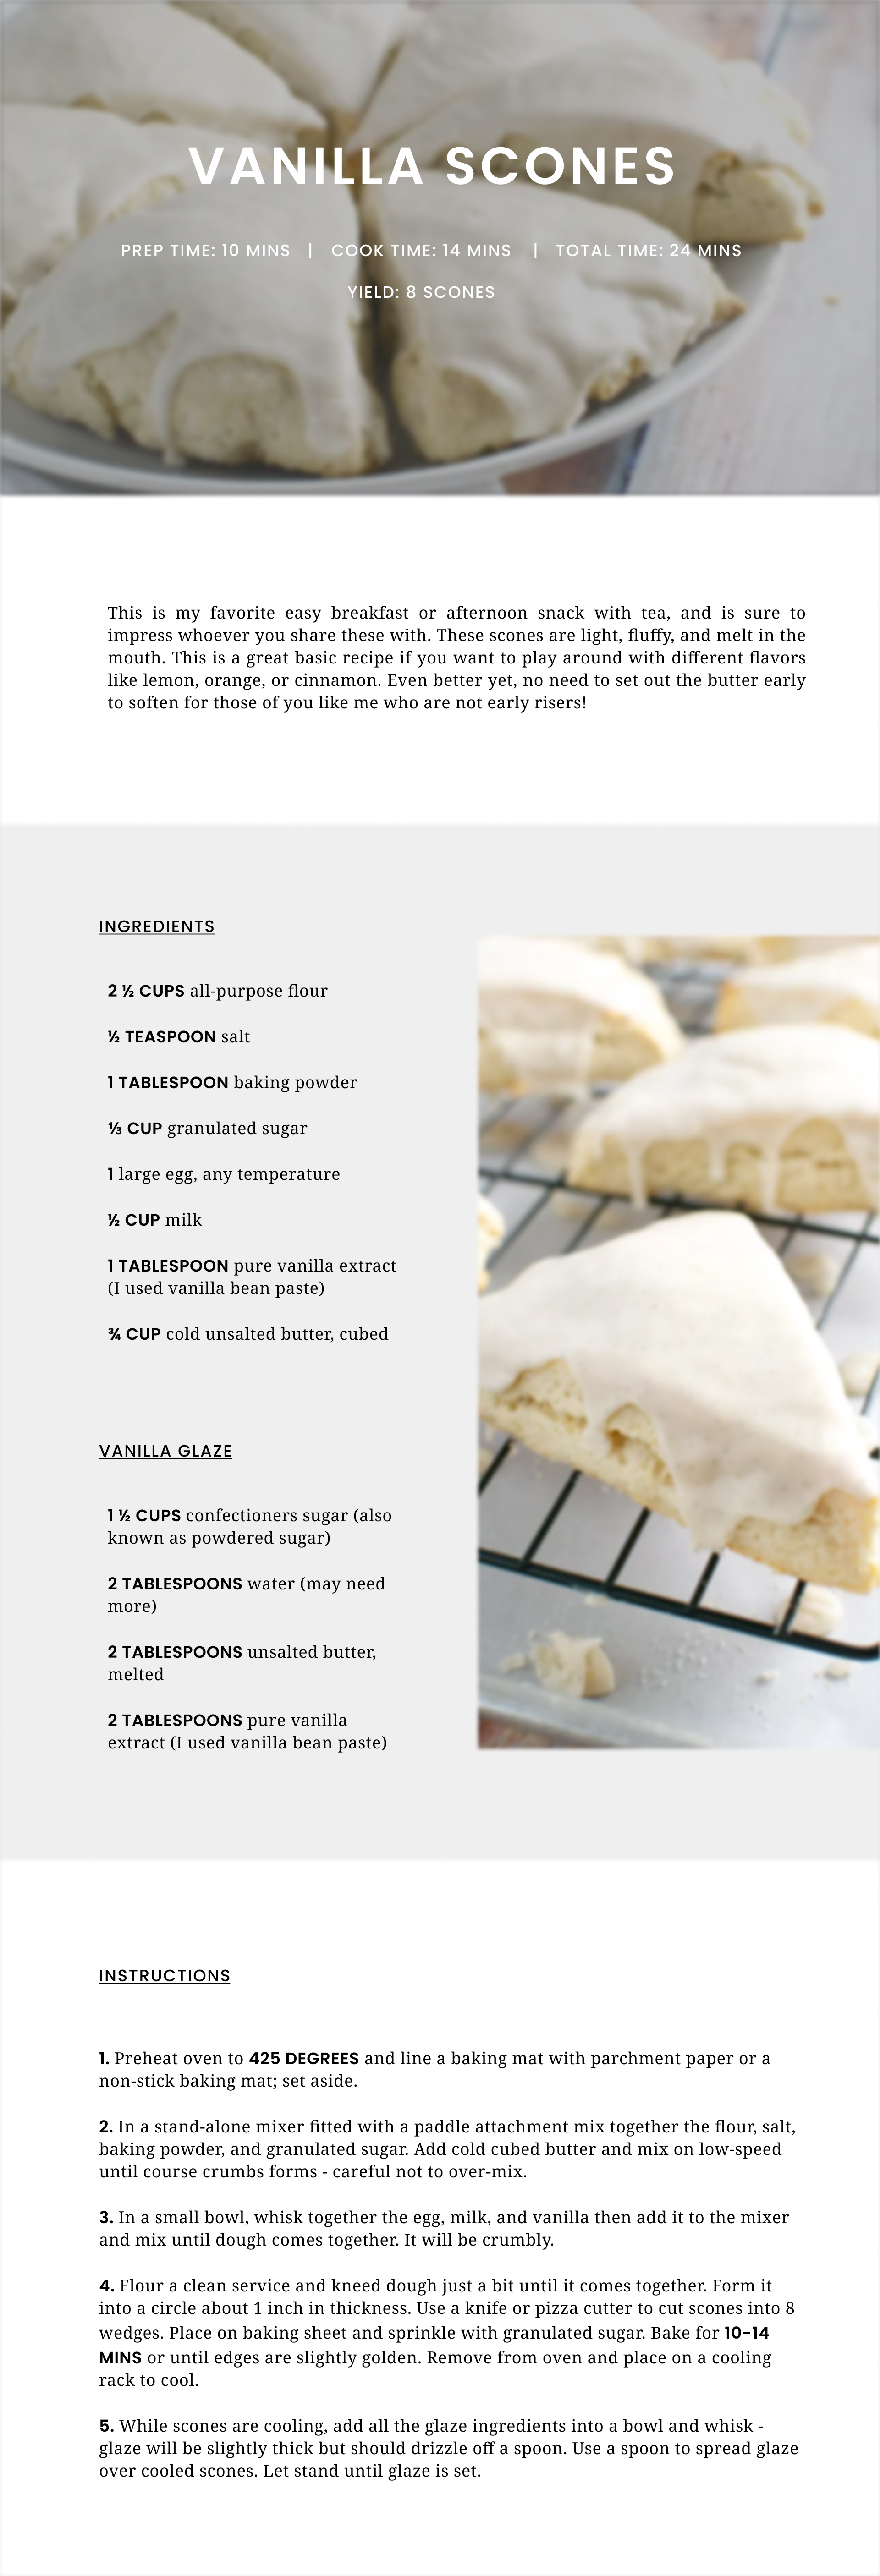 VANILLA SCONES
PREP TIME: 10 MINS | COOK TIME: 14 MINS | TOTAL TIME: 24 MINS
YIELD: 8 SCONES
This is my favorite easy breakfast or afternoon snack with tea, and is sure to
impress whoever you share these with. These scones are light, fluffy, and melt in the
mouth. This is a great basic recipe if you want to play around with different flavors
like lemon, orange, or cinnamon. Even better yet, no need to set out the butter early
to soften for those of you like me who are not early risers!
INGREDIENTS
2 ½ CUPS all-purpose flour
½ TEASPOON salt
1 TABLESPOON baking powder
⅓ CUP granulated sugar
1 large egg, any temperature
½ CUP milk
1 TABLESPOON pure vanilla extract
(I used vanilla bean paste)
¾ CUP cold unsalted butter, cubed
VANILLA GLAZE
1 ½ CUPS confectioners sugar (also
known as powdered sugar)
2 TABLESPOONS water (may need
more)
2 TABLESPOONS unsalted butter,
melted
2 TABLESPOONS pure vanilla
extract (I used vanilla bean paste)
INSTRUCTIONS
1. Preheat oven to 425 DEGREES and line a baking mat with parchment paper or a
non-stick baking mat; set aside.
2. In a stand-alone mixer fitted with a paddle attachment mix together the flour, salt,
baking powder, and granulated sugar. Add cold cubed butter and mix on low-speed
until course crumbs forms - careful not to over-mix.
3. In a small bowl, whisk together the egg, milk, and vanilla then add it to the mixer
and mix until dough comes together. It will be crumbly.
4. Flour a clean service and kneed dough just a bit until it comes together. Form it
into a circle about 1 inch in thickness. Use a knife or pizza cutter to cut scones into 8
wedges. Place on baking sheet and sprinkle with granulated sugar. Bake for 10-14
MINS or until edges are slightly golden. Remove from oven and place on a cooling
rack to cool.
5. While scones are cooling, add all the glaze ingredients into a bowl and whisk -
glaze will be slightly thick but should drizzle off a spoon. Use a spoon to spread glaze
over cooled scones. Let stand until glaze is set.